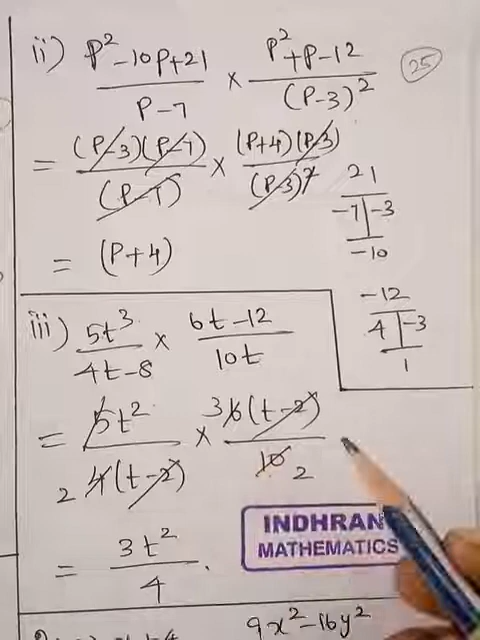 ii) p²-10p+21/p-7 × p²+p-12/(p-3)² 25
= (p-3)(p-7)/(p-7) × (p+4)(p-3)/(p-3)²
21
-7 | -3
-10
= (p+4)
-12
4 | -3
1
iii) 5t³/4t-8 × 6t-12/10t
= 5t²/2 4(t-2) × 3 6(t-2)/10 2
= 3t²/4.
INDHRAN
MATHEMATICS
9x²-16y²